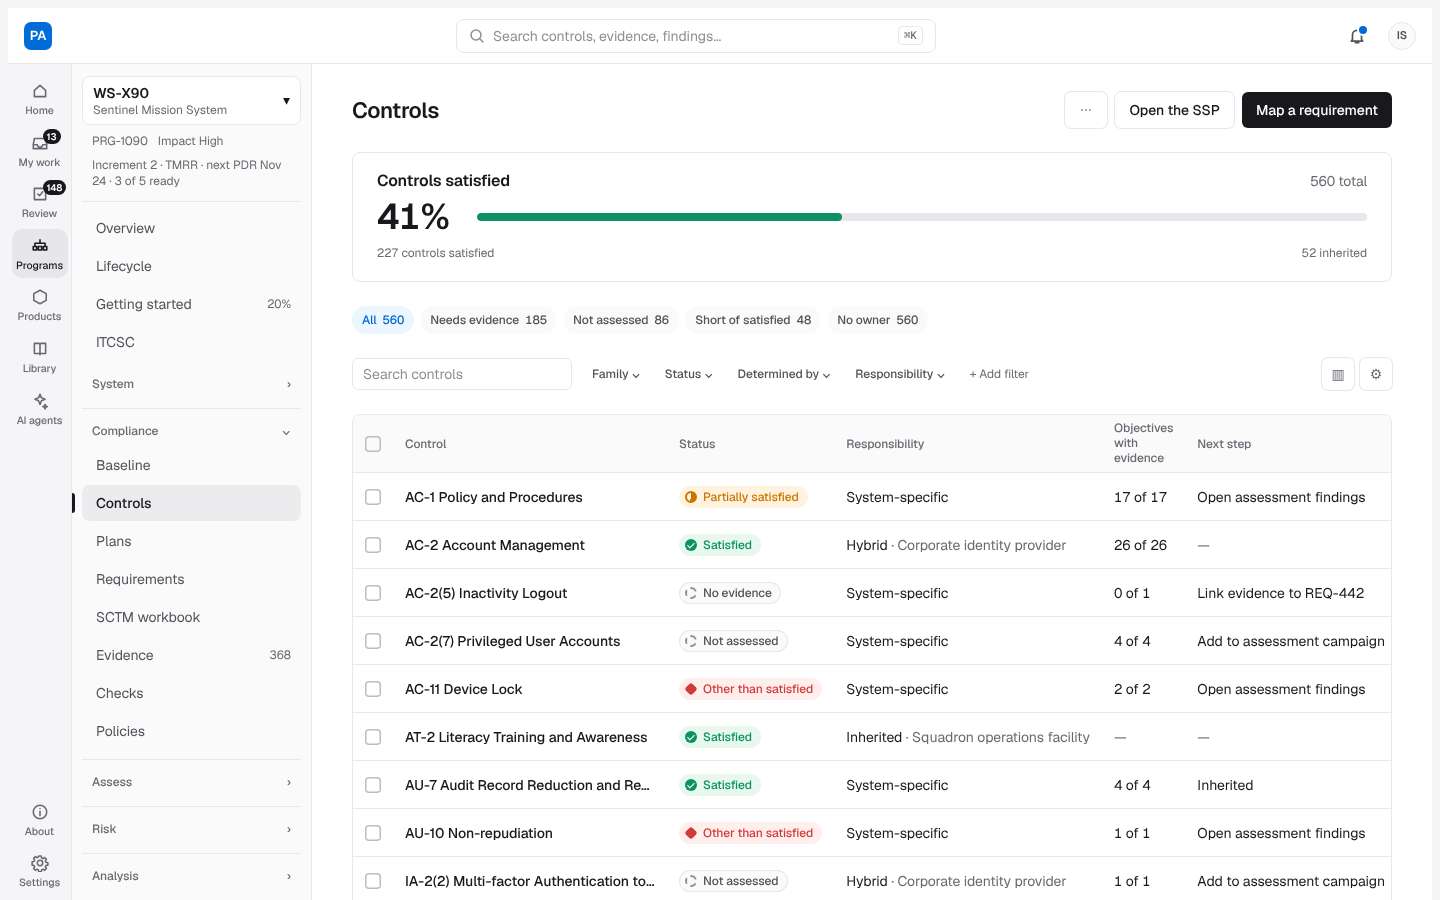 PA
Search controls, evidence, findings...
⌘K
IS
Home
13
My work
148
Review
Programs
Products
Library
AI agents
About
Settings
WS-X90
Sentinel Mission System
PRG-1090 Impact High
Increment 2 · TMRR · next PDR Nov
24 · 3 of 5 ready
Overview
Lifecycle
Getting started 20%
ITCSC
System
Compliance
Baseline
Controls
Plans
Requirements
SCTM workbook
Evidence 368
Checks
Policies
Assess
Risk
Analysis
Controls
... Open the SSP Map a requirement
Controls satisfied 560 total
41%
227 controls satisfied 52 inherited
All 560 Needs evidence 185 Not assessed 86 Short of satisfied 48 No owner 560
Search controls Family Status Determined by Responsibility + Add filter
Control Status Responsibility Objectives with evidence Next step
AC-1 Policy and Procedures Partially satisfied System-specific 17 of 17 Open assessment findings
AC-2 Account Management Satisfied Hybrid · Corporate identity provider 26 of 26 —
AC-2(5) Inactivity Logout No evidence System-specific 0 of 1 Link evidence to REQ-442
AC-2(7) Privileged User Accounts Not assessed System-specific 4 of 4 Add to assessment campaign
AC-11 Device Lock Other than satisfied System-specific 2 of 2 Open assessment findings
AT-2 Literacy Training and Awareness Satisfied Inherited · Squadron operations facility — —
AU-7 Audit Record Reduction and Re... Satisfied System-specific 4 of 4 Inherited
AU-10 Non-repudiation Other than satisfied System-specific 1 of 1 Open assessment findings
IA-2(2) Multi-factor Authentication to... Not assessed Hybrid · Corporate identity provider 1 of 1 Add to assessment campaign